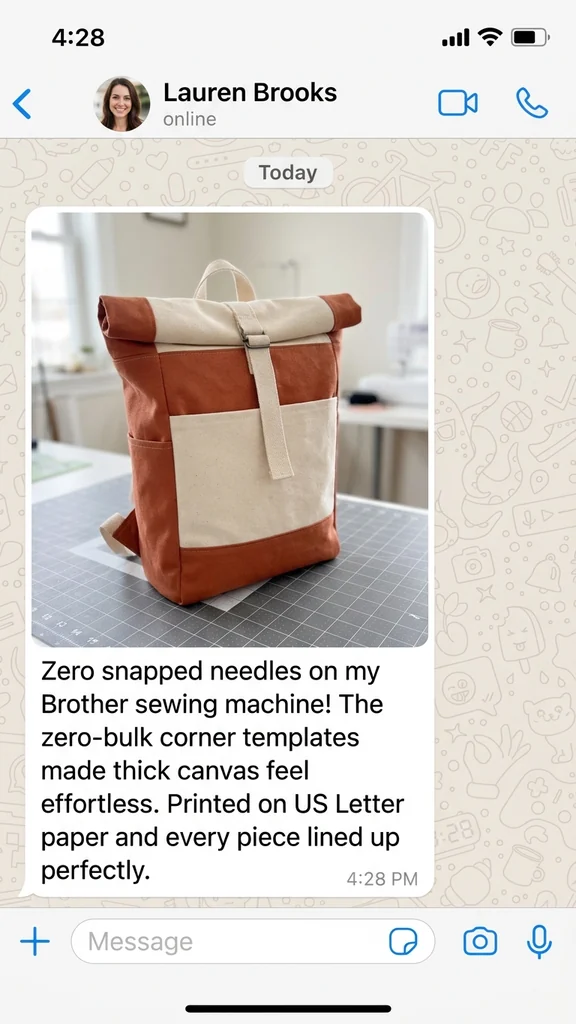 4:28
Lauren Brooks
online
Today
Zero snapped needles on my
Brother sewing machine! The
zero-bulk corner templates
made thick canvas feel
effortless. Printed on US Letter
paper and every piece lined up
perfectly.
4:28 PM
Message